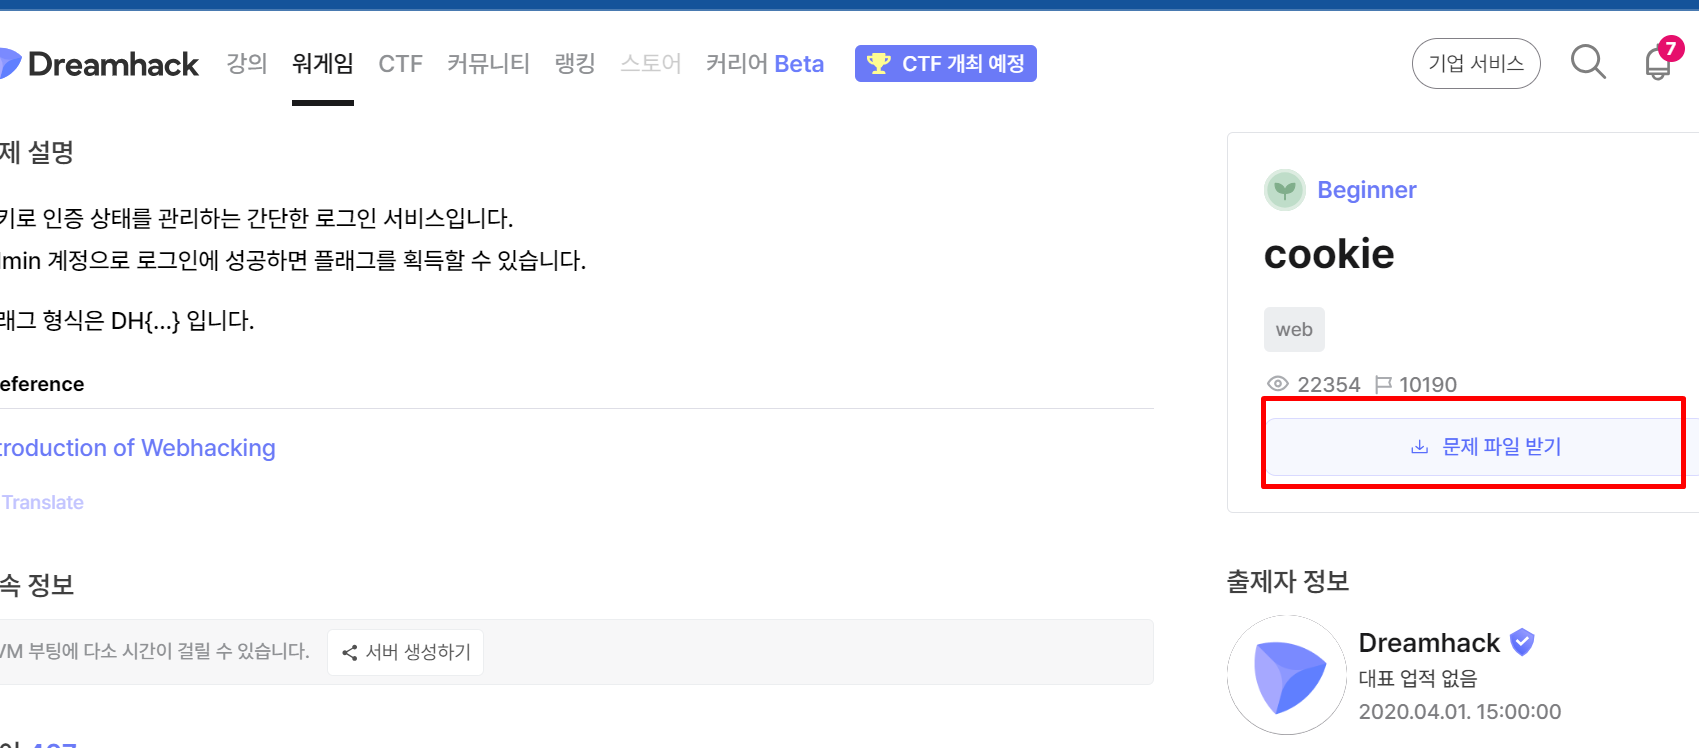 Dreamhack 강의 워게임 CTF 커뮤니티 랭킹 스토어 커리어 Beta CTF 개최 예정 기업 서비스 7
제 설명
키로 인증 상태를 관리하는 간단한 로그인 서비스입니다.
min 계정으로 로그인에 성공하면 플래그를 획득할 수 있습니다.
래그 형식은 DH{...} 입니다.
eference
troduction of Webhacking
Translate
속 정보
VM 부팅에 다소 시간이 걸릴 수 있습니다. 서버 생성하기
Beginner
cookie
web
22354 10190
문제 파일 받기
출제자 정보
Dreamhack
대표 업적 없음
2020.04.01. 15:00:00